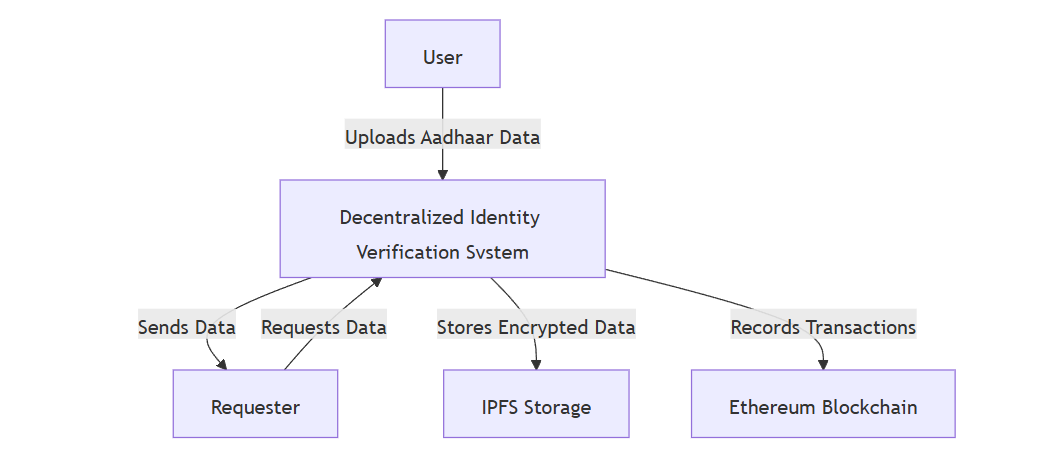 User
Uploads Aadhaar Data
Decentralized Identity
Verification System
Sends Data
Requests Data
Stores Encrypted Data
Records Transactions
Requester
IPFS Storage
Ethereum Blockchain